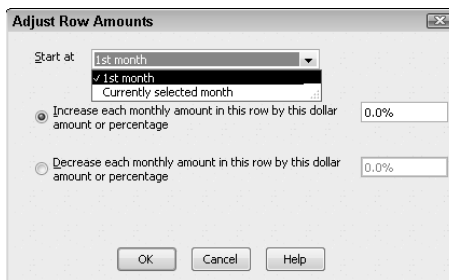 Adjust Row Amounts
Start at 1st month
✓ 1st month
Currently selected month
Increase each monthly amount in this row by this dollar 0.0%
amount or percentage
Decrease each monthly amount in this row by this dollar 0.0%
amount or percentage
OK Cancel Help